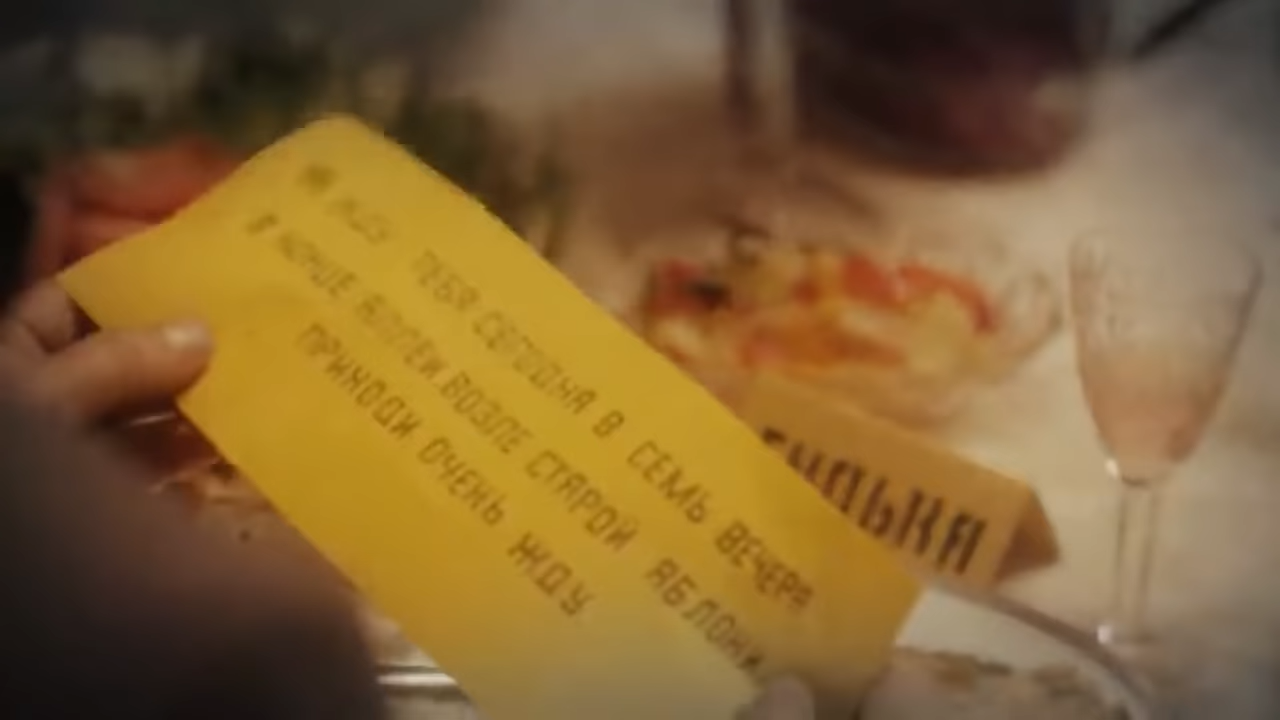 ТЕБЯ СЕГОДНЯ В СЕМЬ ВЕЧЕРА
В КОНЦЕ АЛЛЕИ ВОЗЛЕ СТАРОЙ ЯБЛОНИ
ПРИХОДИ ОЧЕНЬ ЖДУ.